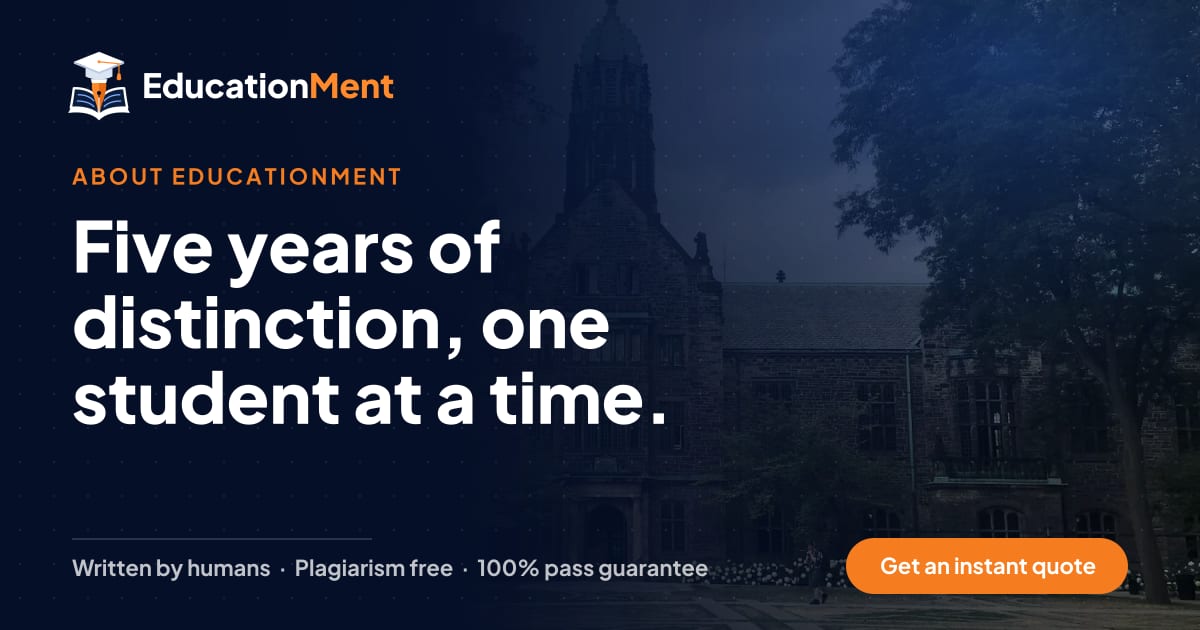 EducationMent
ABOUT EDUCATIONMENT
Five years of
distinction, one
student at a time.
Written by humans · Plagiarism free · 100% pass guarantee
Get an instant quote